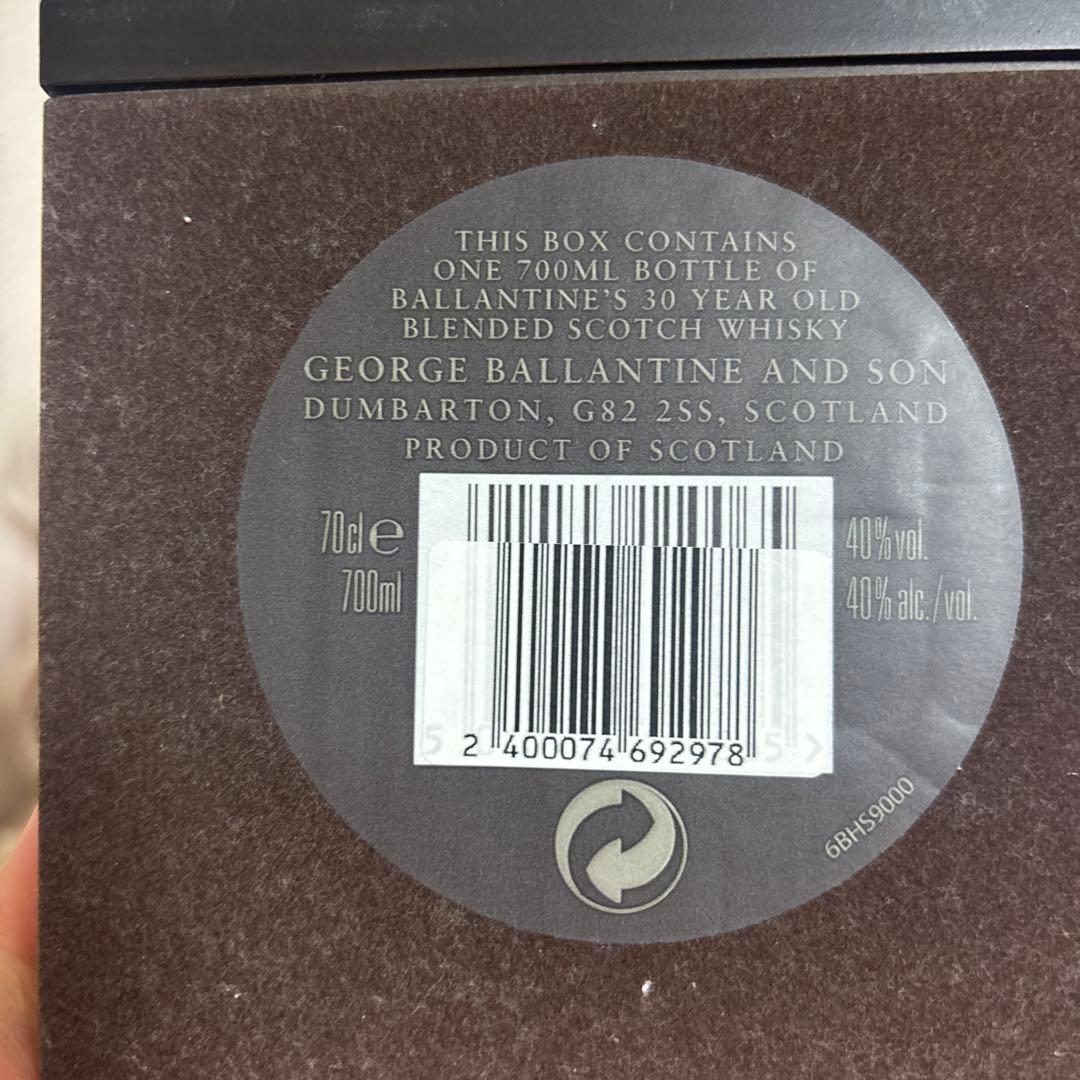 THIS BOX CONTAINS
ONE 700ML BOTTLE OF
BALLANTINE'S 30 YEAR OLD
BLENDED SCOTCH WHISKY
GEORGE BALLANTINE AND SON
DUMBARTON, G82 2SS, SCOTLAND
PRODUCT OF SCOTLAND
70cl e
700ml
40% vol.
40% alc./vol.
2 400074 692978
6BHS9000